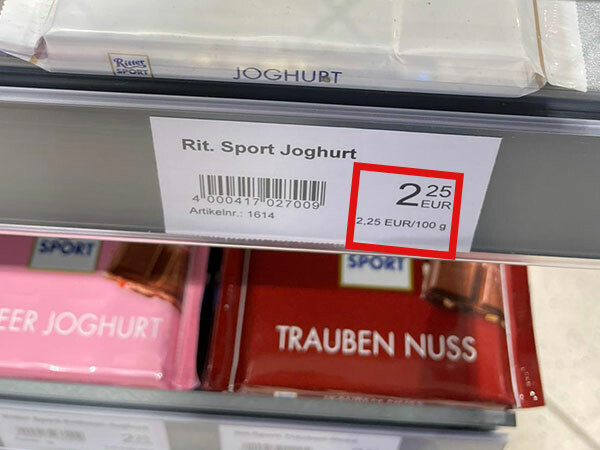 Ritter
SPORT
JOGHURT
Rit. Sport Joghurt
2 25
EUR
4 000417 027009
2,25 EUR/100 g
Artikelnr.: 1614
SPORT
EER JOGHURT
SPORT
TRAUBEN NUSS